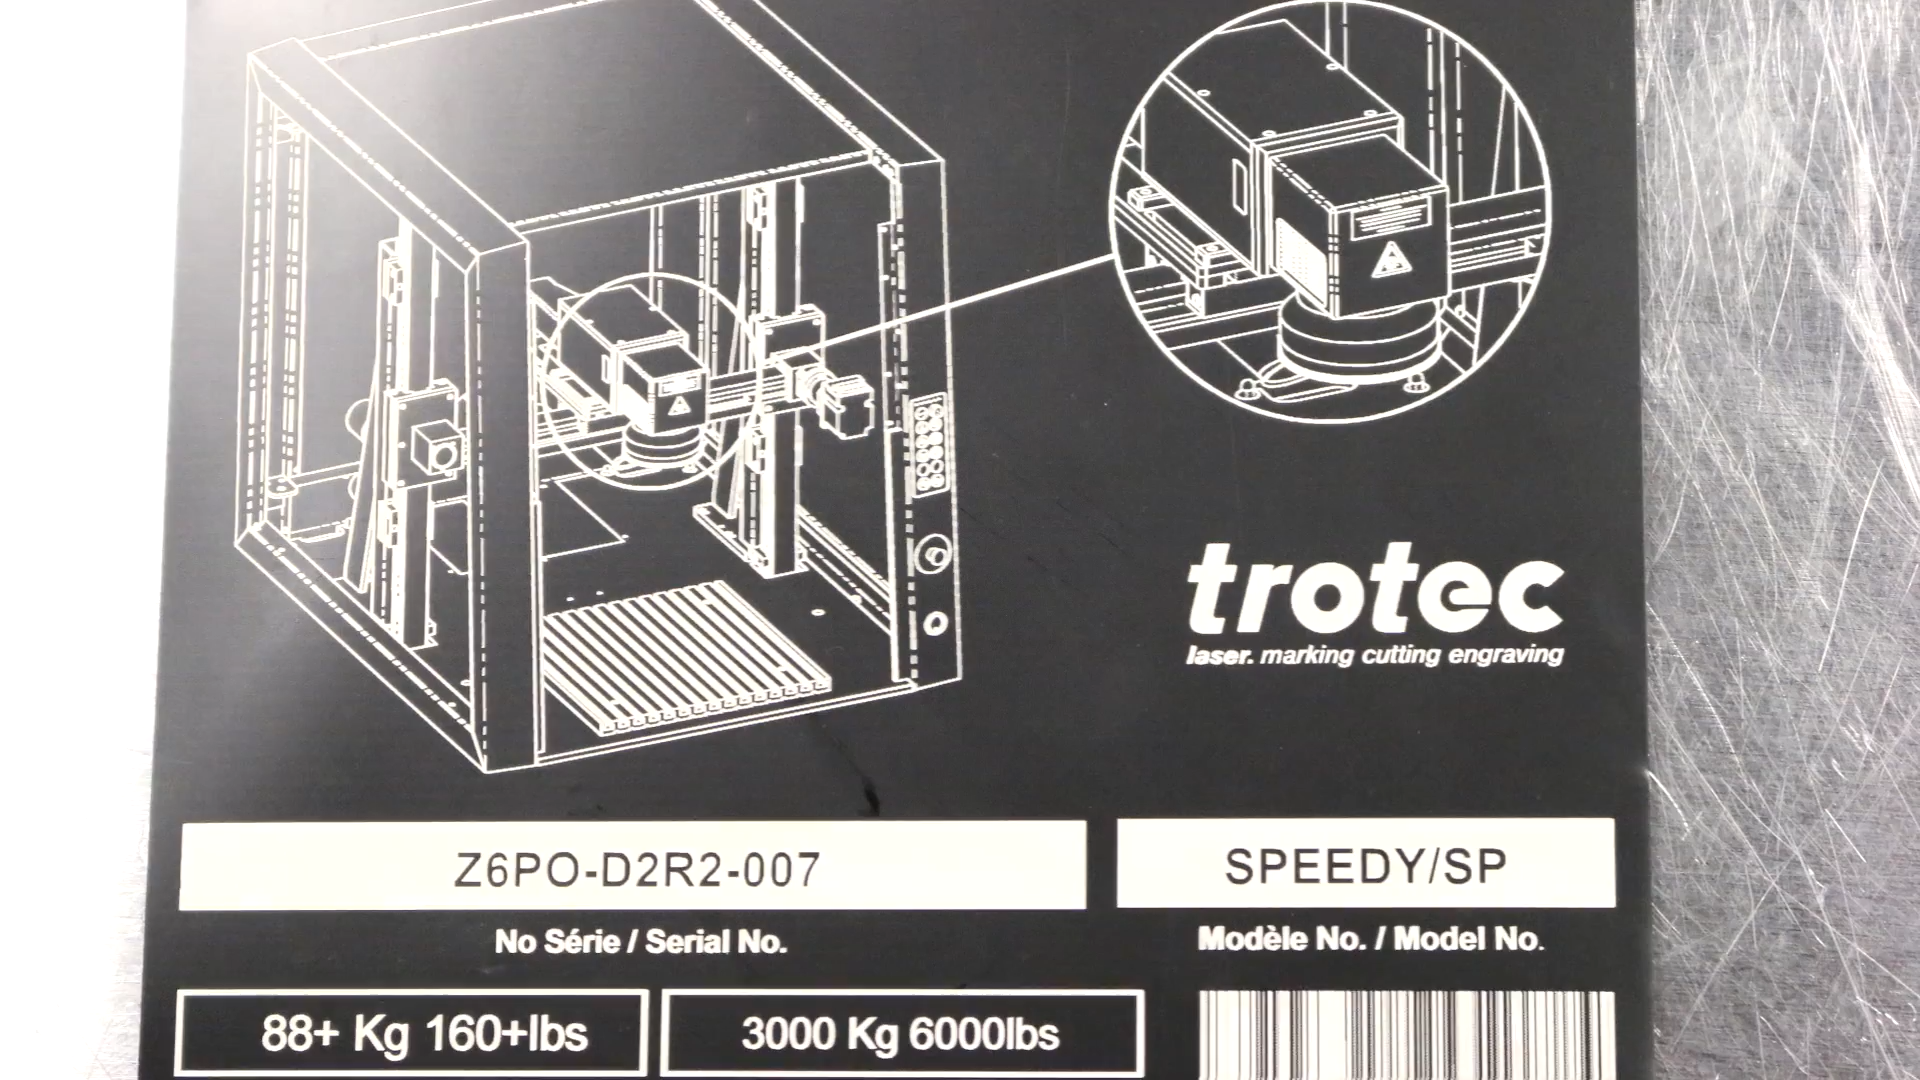 trotec
laser. marking cutting engraving
Z6PO-D2R2-007
SPEEDY/SP
No Série / Serial No.
Modèle No. / Model No.
88+ Kg 160+lbs
3000 Kg 6000lbs